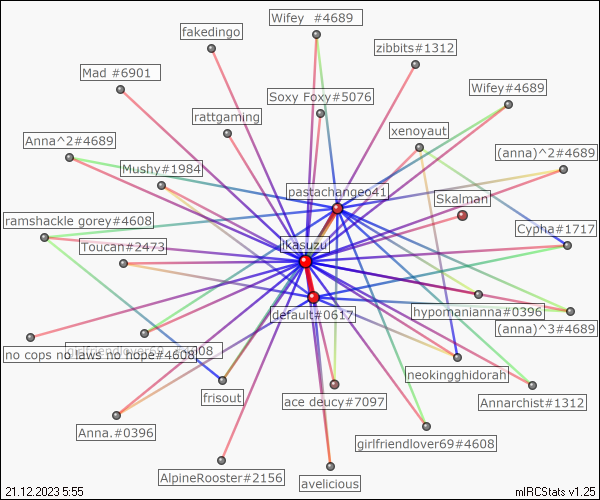 Wifey #4689
fakedingo
zibbits#1312
Mad #6901
Wifey#4689
Soxy Foxy#5076
rattgaming
xenoyaut
Anna^2#4689
(anna)^2#4689
Mushy#1984
pastachangeo41
Skalman
ramshackle gorey#4608
Cypha#1717
Toucan#2473
ikasuzu
hypomanianna#0396
default#0617
(anna)^3#4689
no cops no laws no hope#4608
neokingghidorah
frisout
ace deucy#7097
Annarchist#1312
Anna.#0396
girlfriendlover69#4608
AlpineRooster#2156
avelicious
21.12.2023 5:55
mIRCStats v1.25